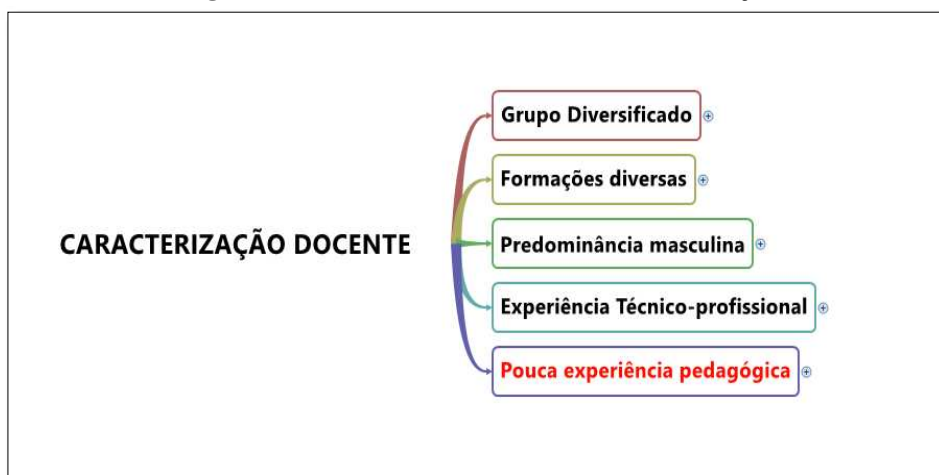 Grupo Diversificado
Formações diversas
CARACTERIZAÇÃO DOCENTE
Predominância masculina
Experiência Técnico-profissional
Pouca experiência pedagógica